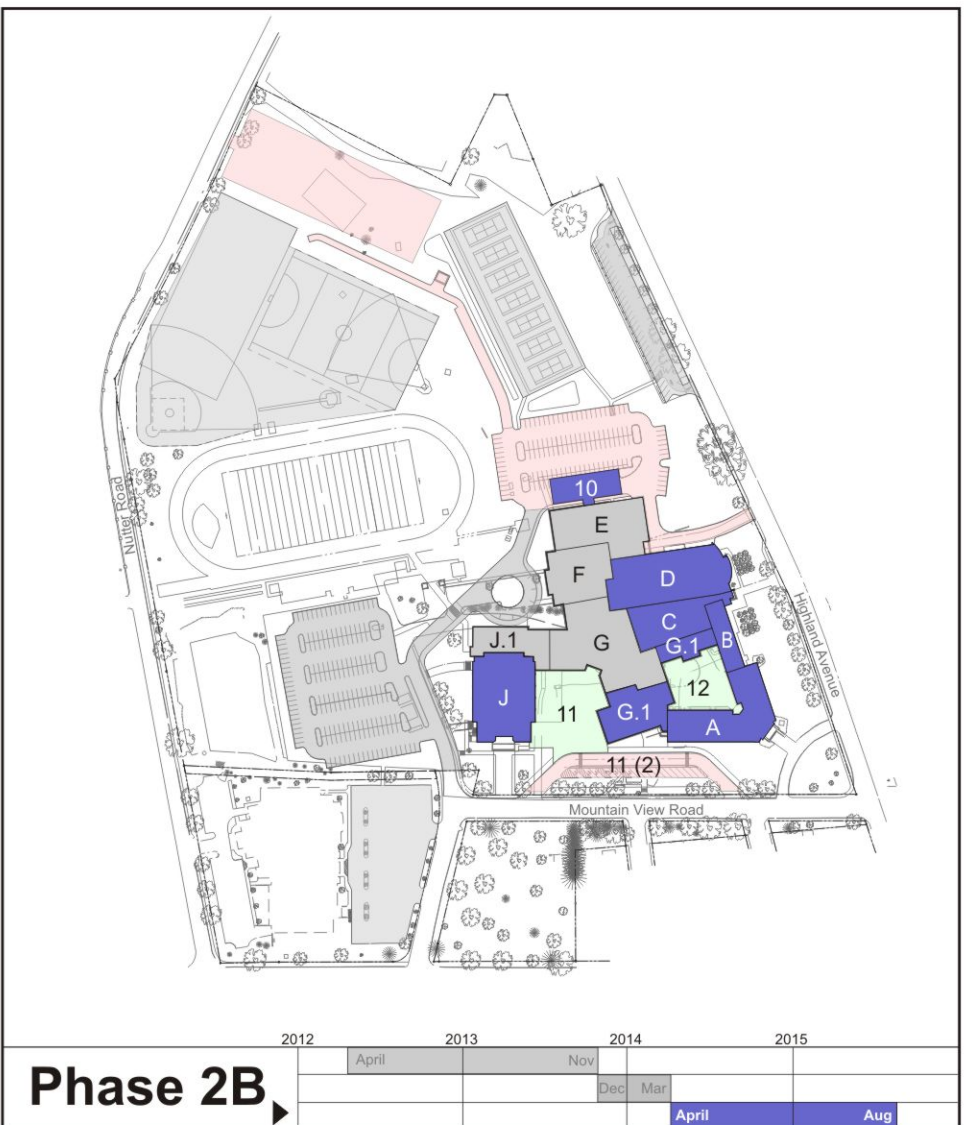 10
E
F
D
C
B
G.1
J.1
G
J
11
G.1
12
A
11 (2)
Nutter Road
Highland Avenue
Mountain View Road
2012 2013 2014 2015
April Nov
Dec Mar
Phase 2B
April Aug